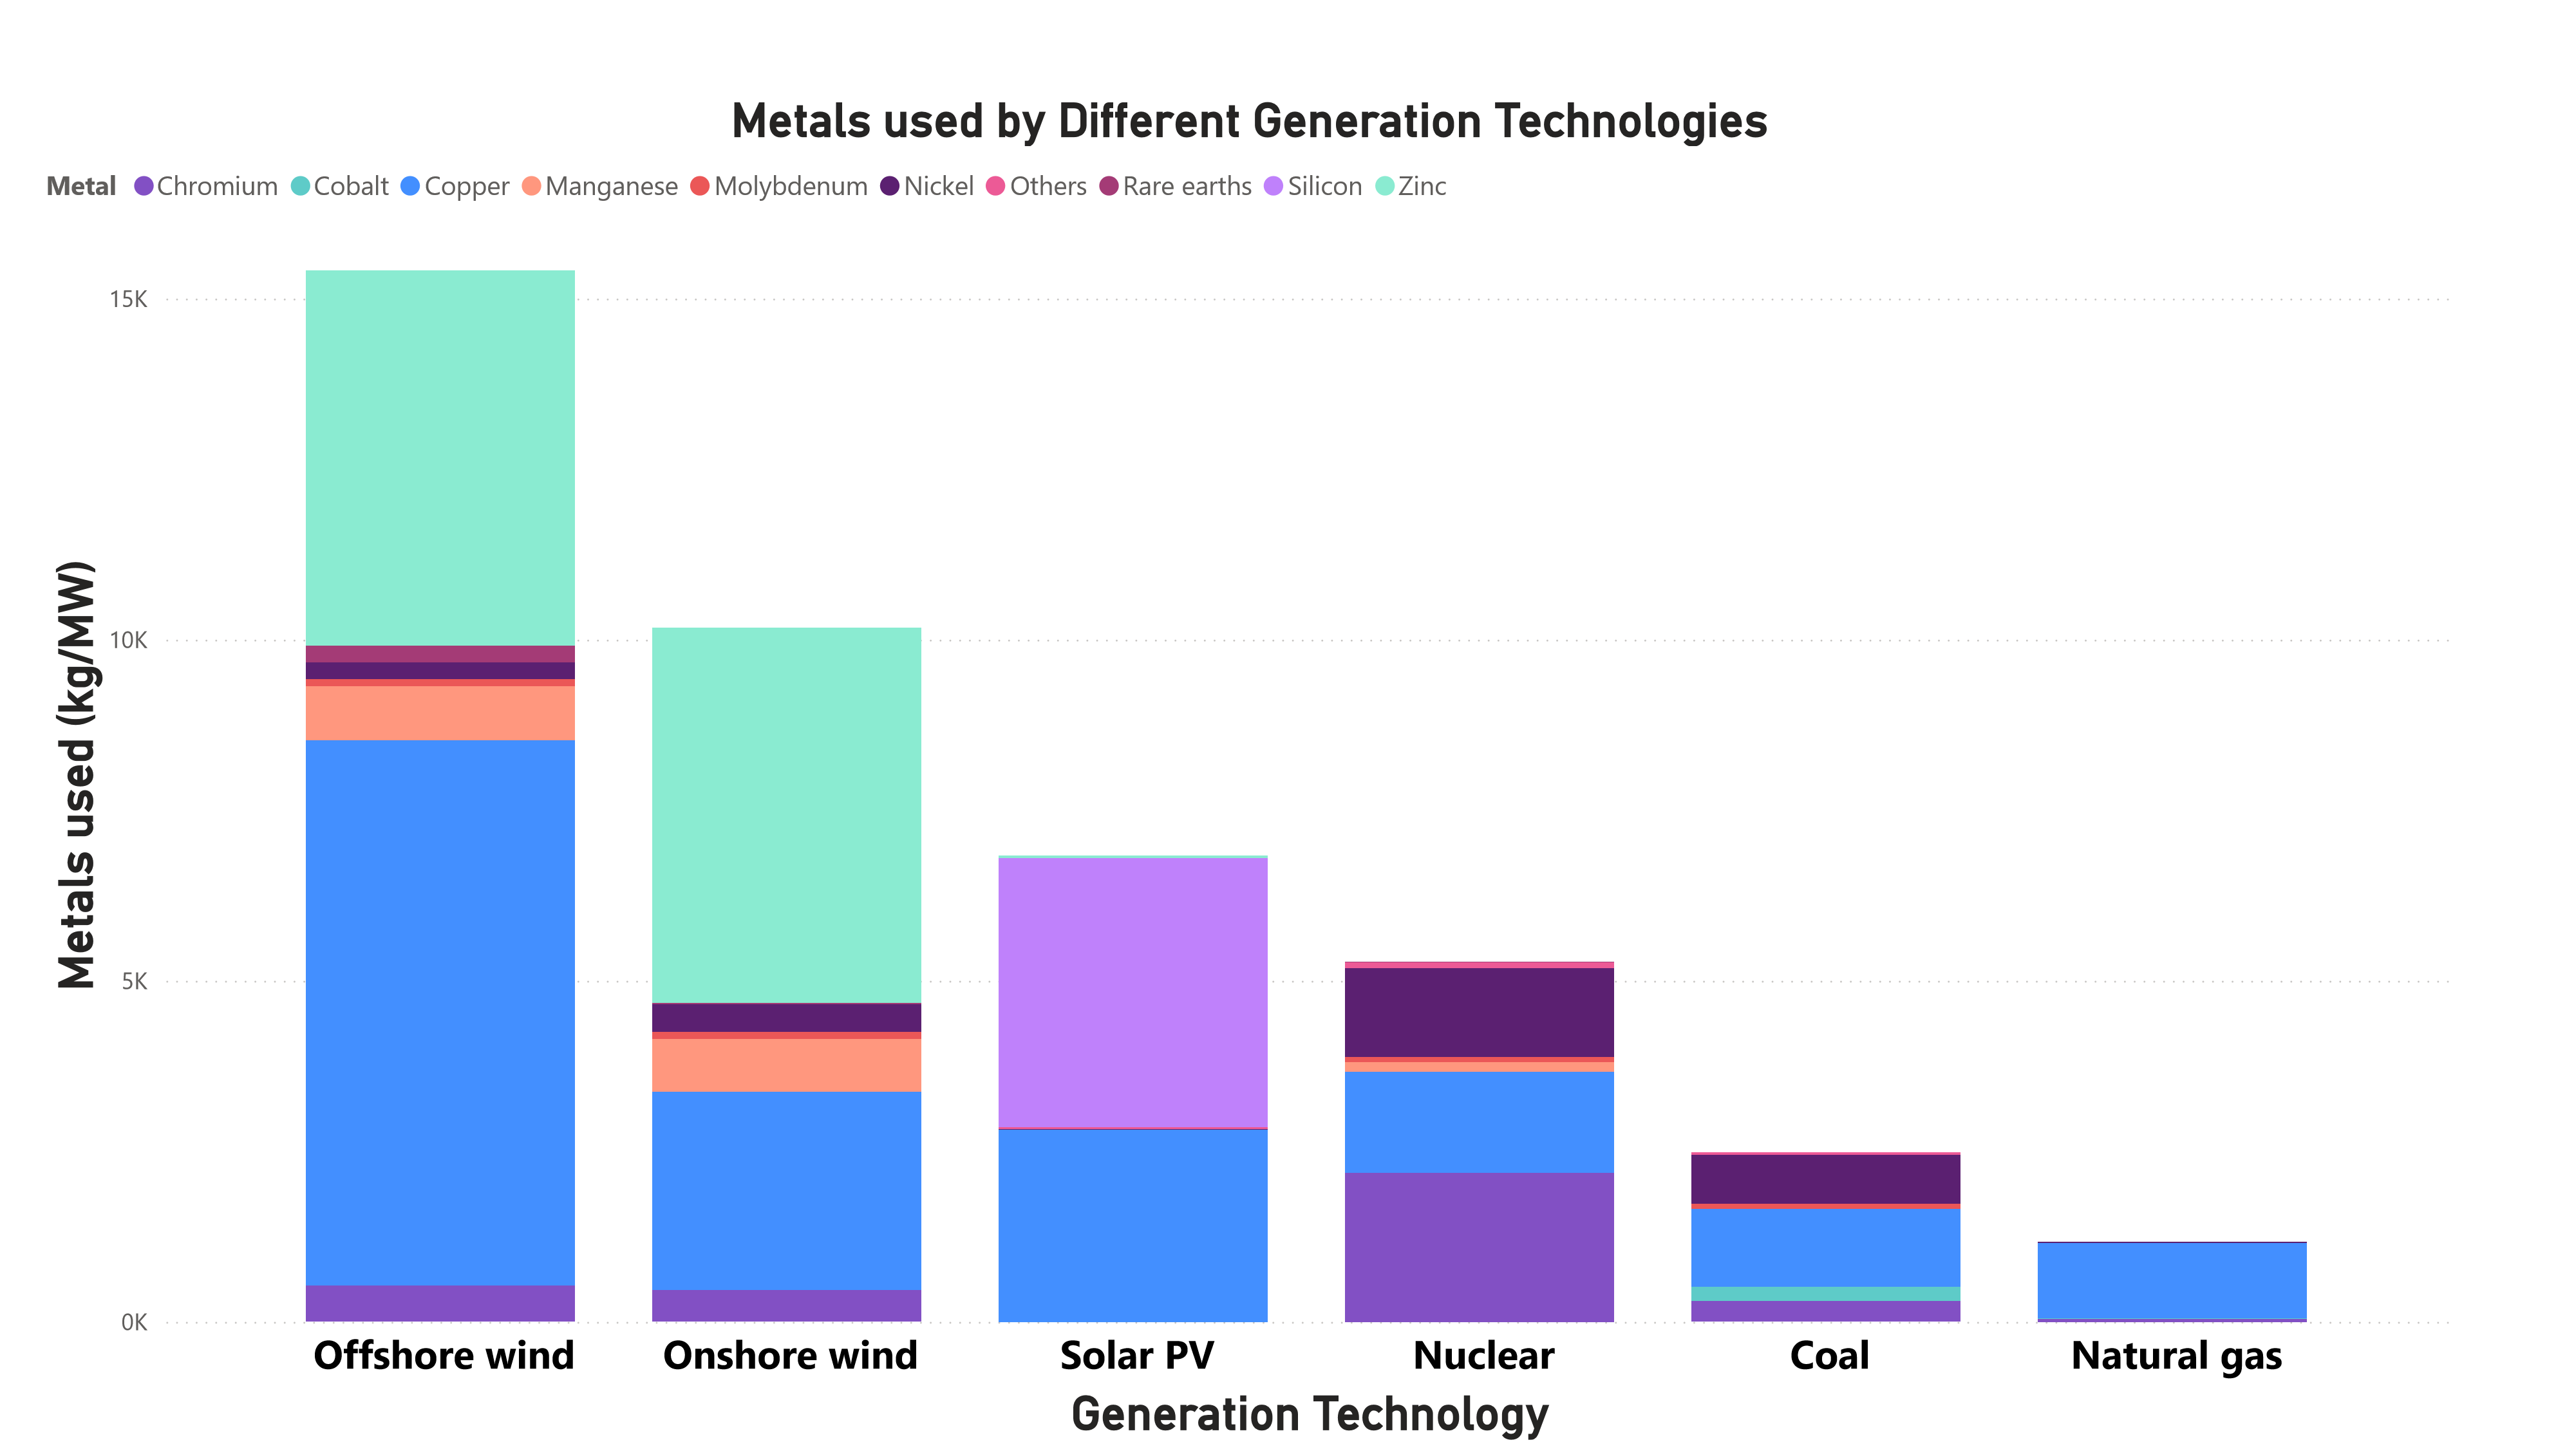 Metals used by Different Generation Technologies
Metal Chromium Cobalt Copper Manganese Molybdenum Nickel Others Rare earths Silicon Zinc
Metals used (kg/MW)
15K
10K
5K
0K
Offshore wind Onshore wind Solar PV Nuclear Coal Natural gas
Generation Technology